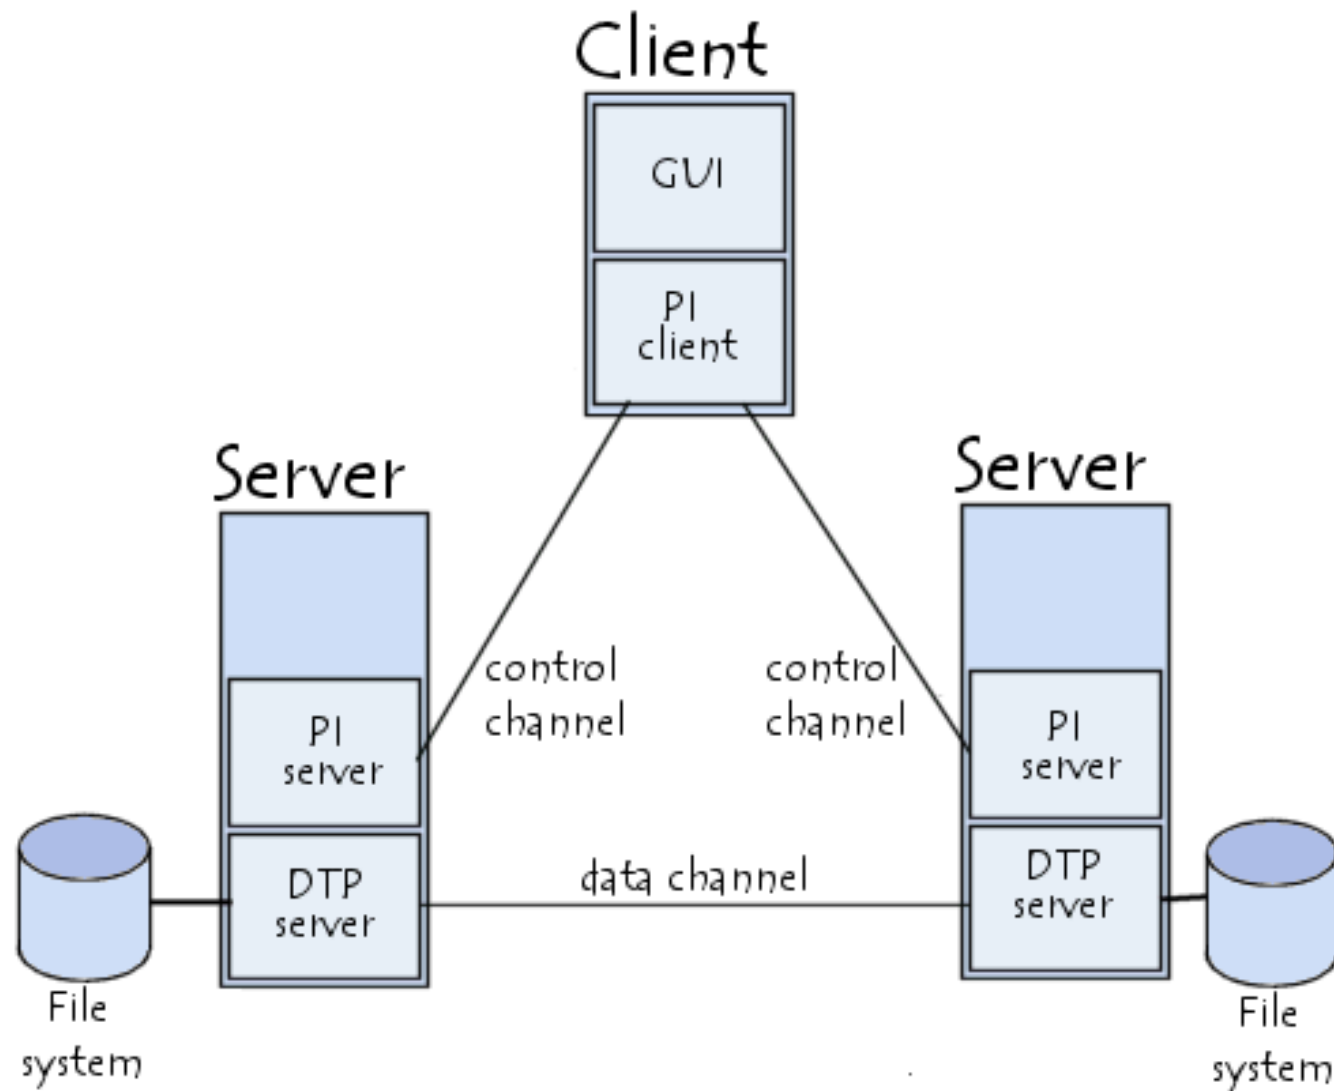 Client
GUI
PI
client
Server
Server
control
channel
control
channel
PI
server
PI
server
DTP
server
data channel
DTP
server
File
system
File
system